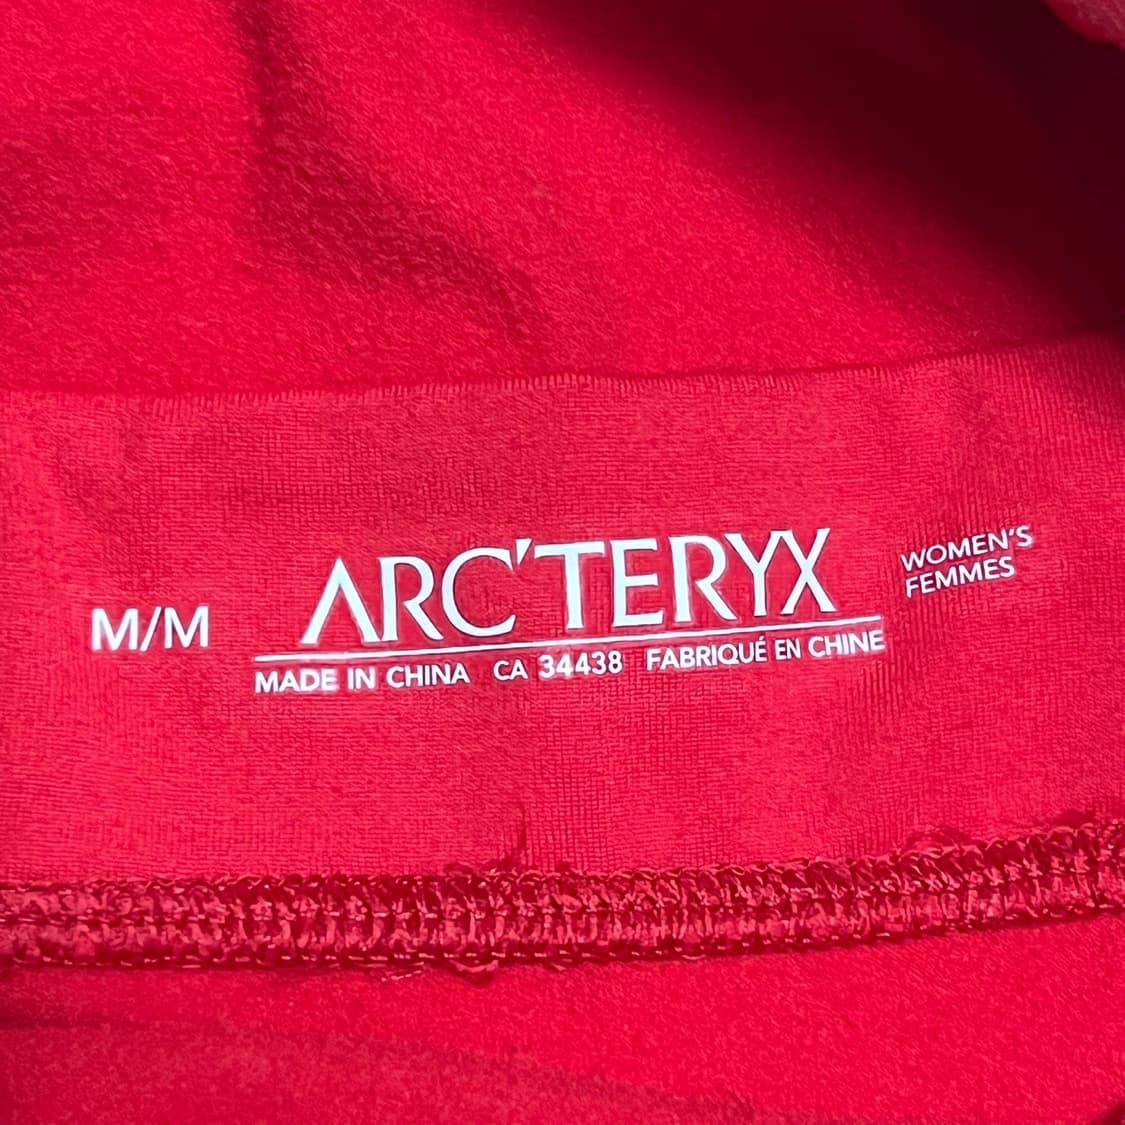 M/M
ARC'TERYX
MADE IN CHINA CA 34438 FABRIQUÉ EN CHINE
WOMEN'S
FEMMES